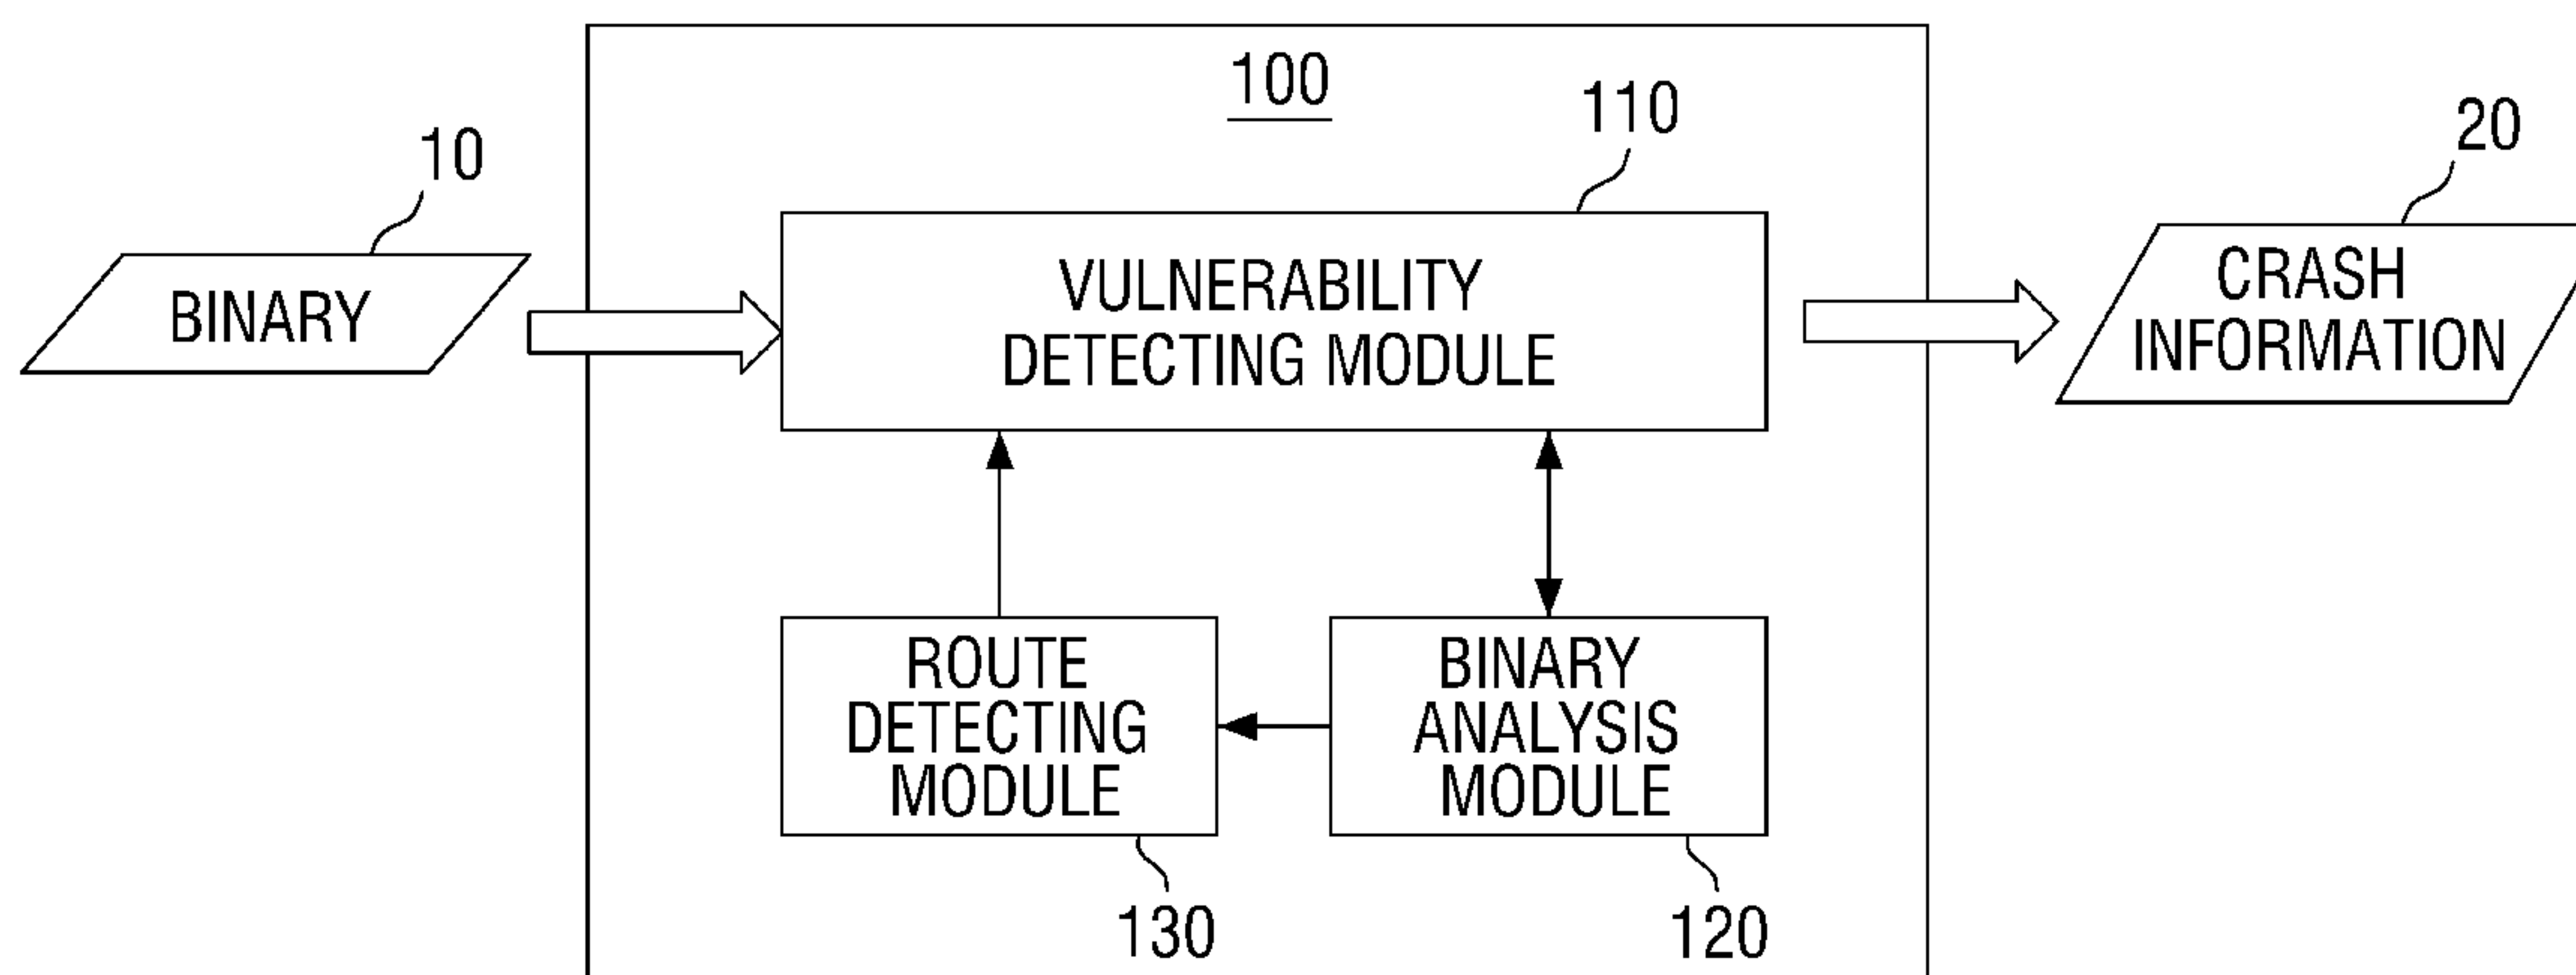 100
110
20
10
VULNERABILITY
DETECTING MODULE
BINARY
CRASH
INFORMATION
ROUTE
DETECTING
MODULE
BINARY
ANALYSIS
MODULE
130
120